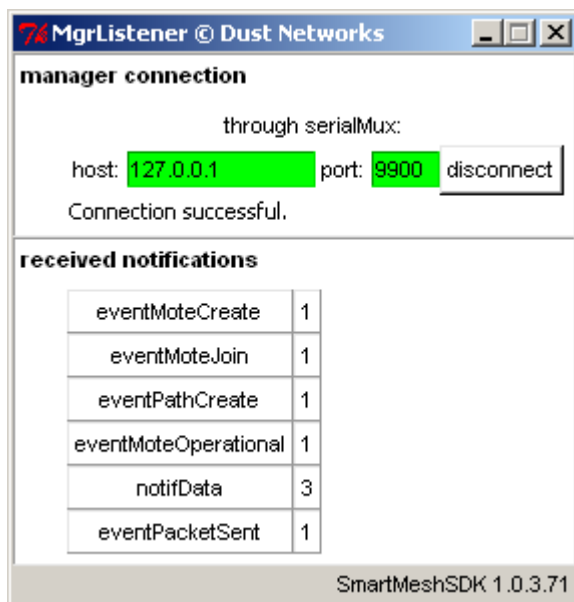 MgrListener © Dust Networks
manager connection
through serialMux:
host: 127.0.0.1 port: 9900 disconnect
Connection successful.
received notifications
eventMoteCreate 1
eventMoteJoin 1
eventPathCreate 1
eventMoteOperational 1
notifData 3
eventPacketSent 1
SmartMeshSDK 1.0.3.71